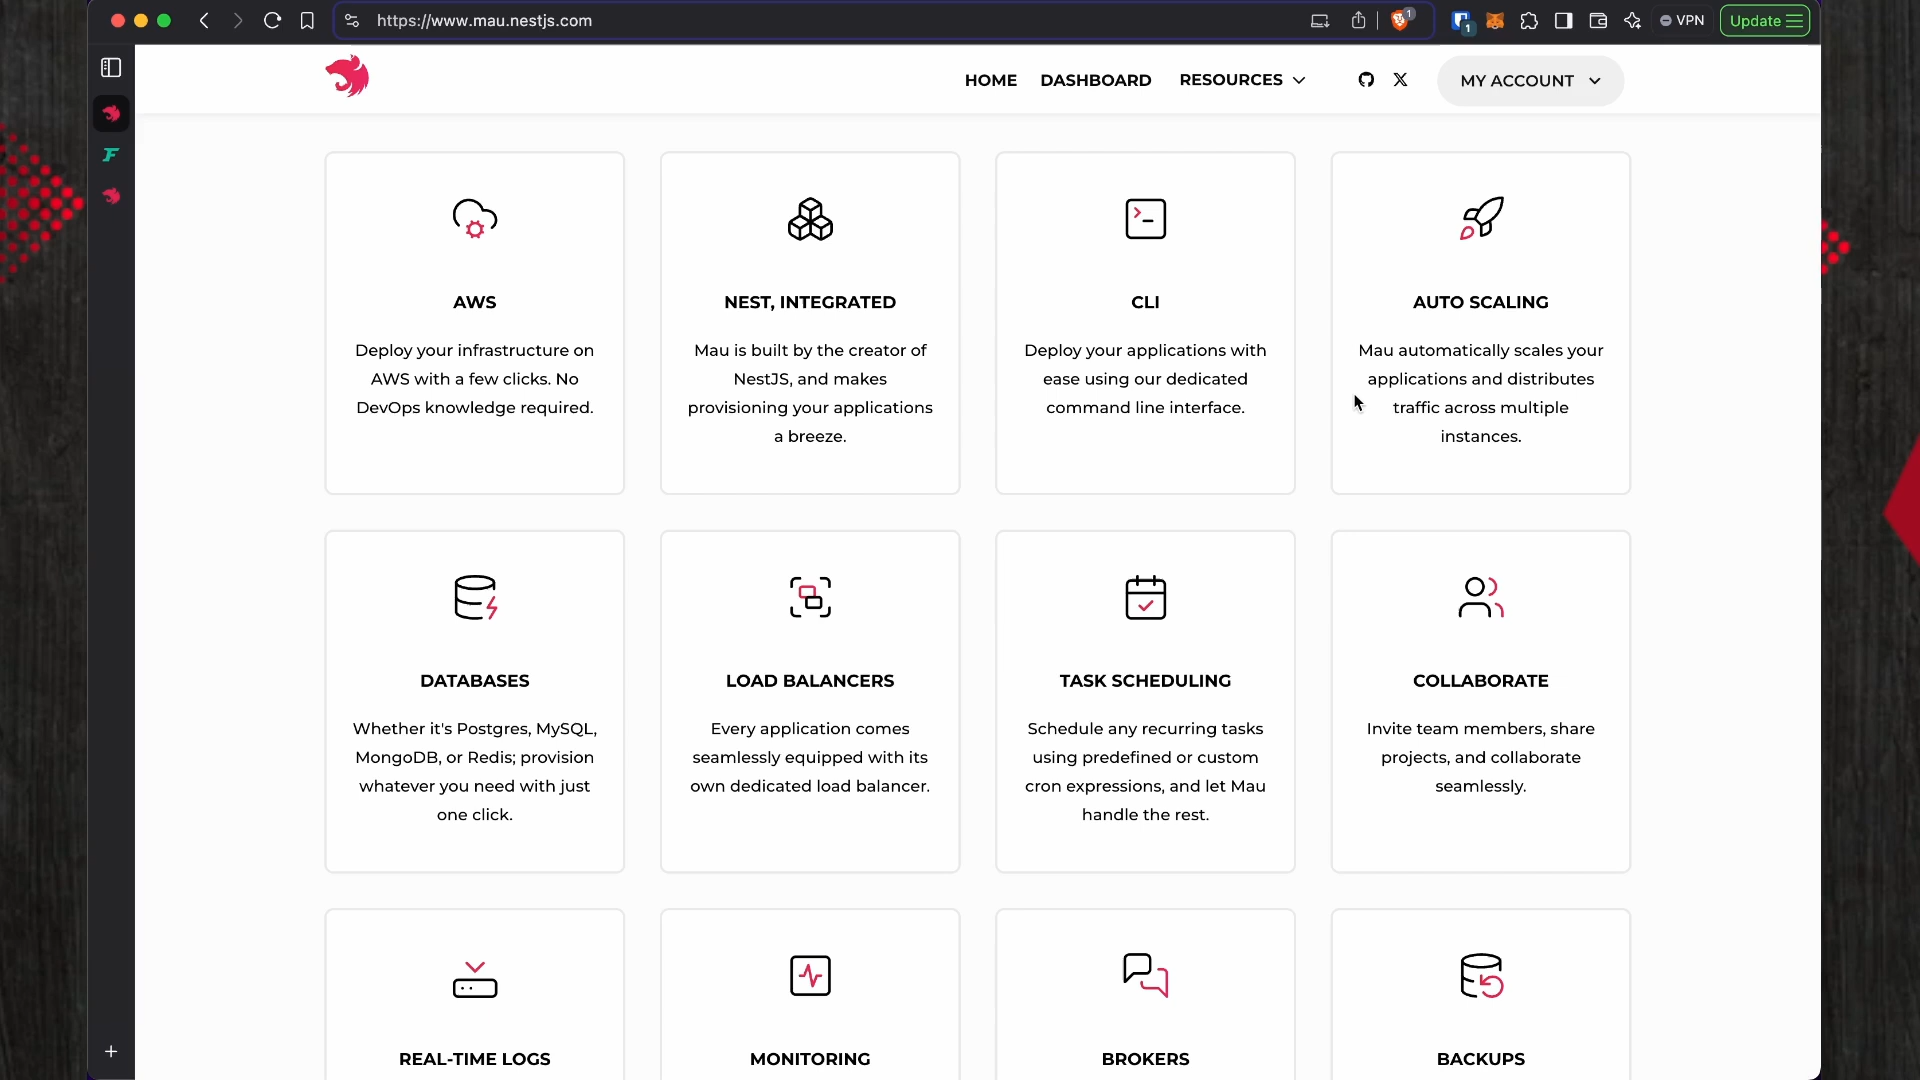 https://www.mau.nestjs.com
1
1
VPN
Update
HOME
DASHBOARD
RESOURCES
MY ACCOUNT
AWS
Deploy your infrastructure on
AWS with a few clicks. No
DevOps knowledge required.
NEST, INTEGRATED
Mau is built by the creator of
NestJS, and makes
provisioning your applications
a breeze.
CLI
Deploy your applications with
ease using our dedicated
command line interface.
AUTO SCALING
Mau automatically scales your
applications and distributes
traffic across multiple
instances.
DATABASES
Whether it's Postgres, MySQL,
MongoDB, or Redis; provision
whatever you need with just
one click.
LOAD BALANCERS
Every application comes
seamlessly equipped with its
own dedicated load balancer.
TASK SCHEDULING
Schedule any recurring tasks
using predefined or custom
cron expressions, and let Mau
handle the rest.
COLLABORATE
Invite team members, share
projects, and collaborate
seamlessly.
REAL-TIME LOGS
MONITORING
BROKERS
BACKUPS